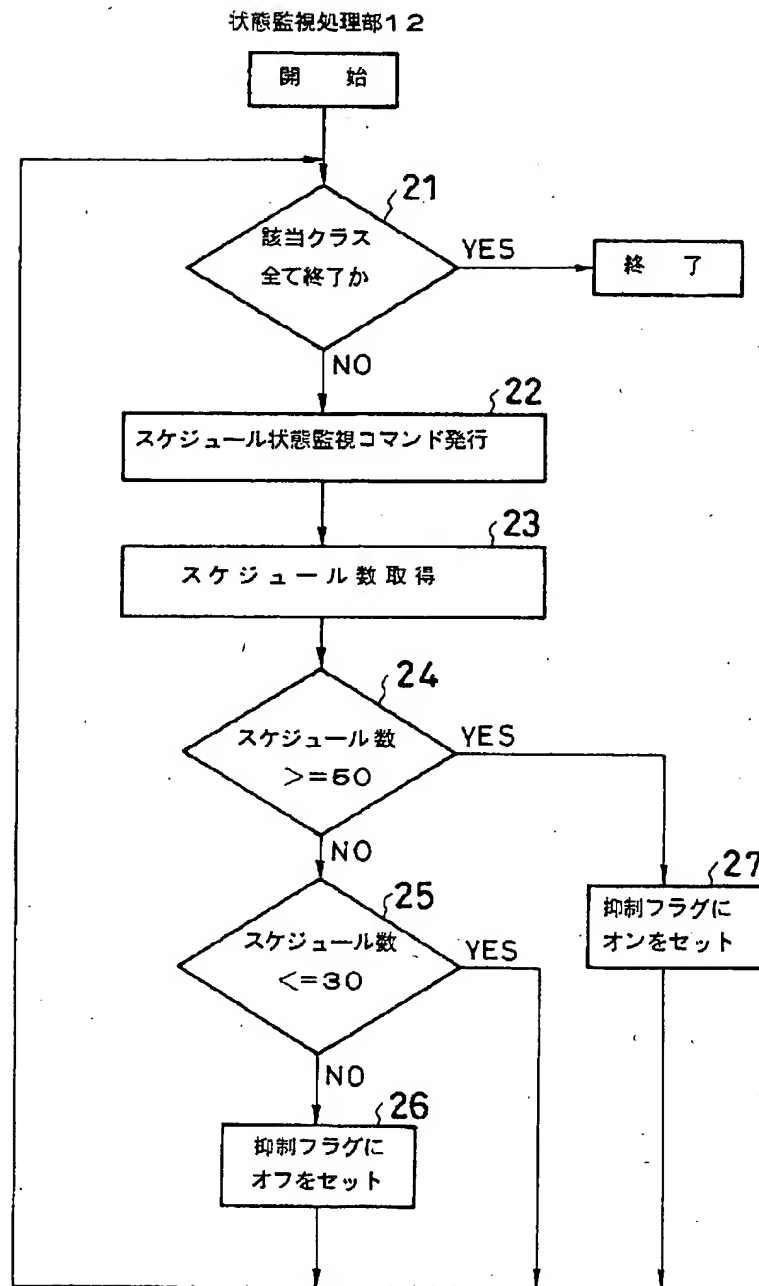 状態監視処理部12
開 始
21
該当クラス
全て終了か
YES
終 了
NO
22
スケジュール状態監視コマンド発行
23
スケジュール数取得
24
スケジュール数
>=50
YES
NO
27
抑制フラグに
オンをセット
25
スケジュール数
<=30
YES
NO
26
抑制フラグに
オフをセット